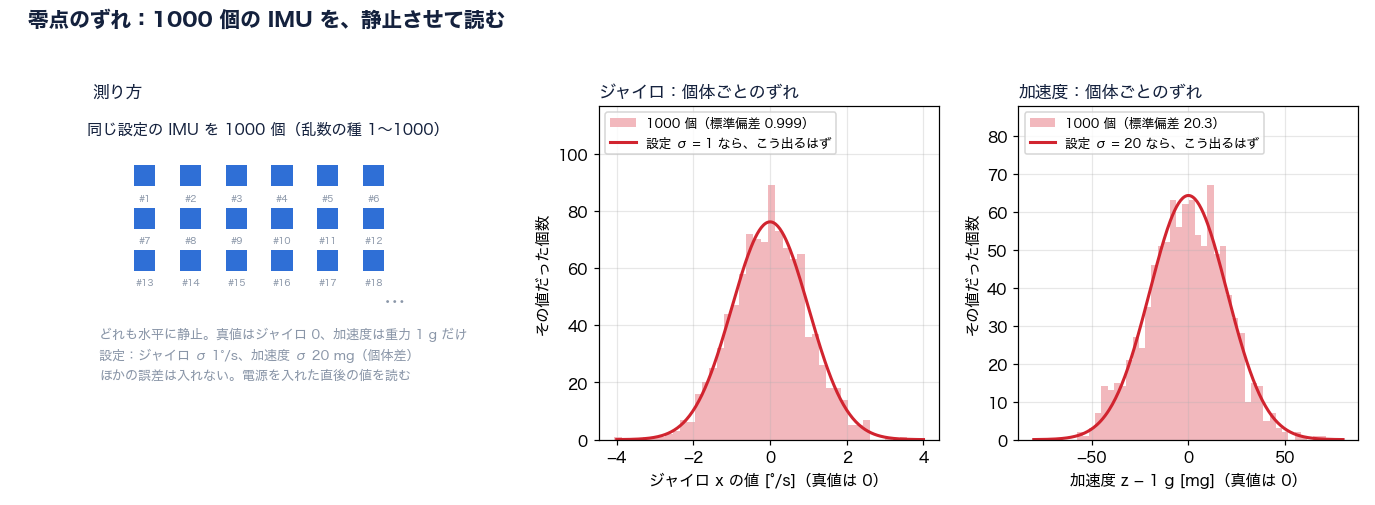 零点のずれ：1000 個の IMU を、静止させて読む
測り方
同じ設定の IMU を 1000 個（乱数の種 1〜1000）
#1 #2 #3 #4 #5 #6
#7 #8 #9 #10 #11 #12
#13 #14 #15 #16 #17 #18
…
どれも水平に静止。真値はジャイロ 0、加速度は重力 1 g だけ
設定：ジャイロ σ 1°/s、加速度 σ 20 mg（個体差）
ほかの誤差は入れない。電源を入れた直後の値を読む
ジャイロ：個体ごとのずれ
1000 個（標準偏差 0.999）
設定 σ = 1 なら、こう出るはず
その値だった個数
100
80
60
40
20
0
−4 −2 0 2 4
ジャイロ x の値 [°/s]（真値は 0）
加速度：個体ごとのずれ
1000 個（標準偏差 20.3）
設定 σ = 20 なら、こう出るはず
その値だった個数
80
70
60
50
40
30
20
10
0
−50 0 50
加速度 z − 1 g [mg]（真値は 0）